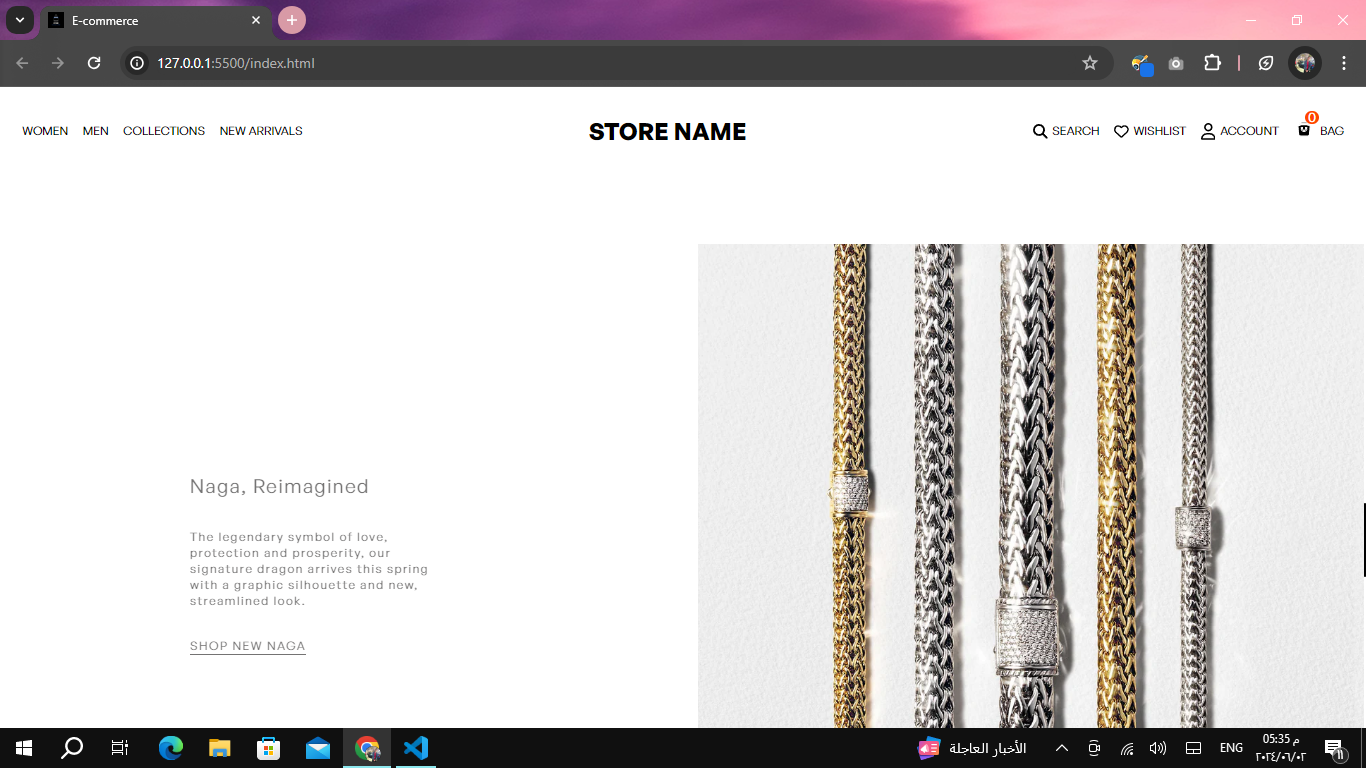 E-commerce
127.0.0.1:5500/index.html
WOMEN MEN COLLECTIONS NEW ARRIVALS
STORE NAME
SEARCH WISHLIST ACCOUNT 0 BAG
Naga, Reimagined
The legendary symbol of love,
protection and prosperity, our
signature dragon arrives this spring
with a graphic silhouette and new,
streamlined look.
SHOP NEW NAGA
الأخبار العاجلة
ENG
05:35 م
٢٠٢٤/٠٦/٠٢
11